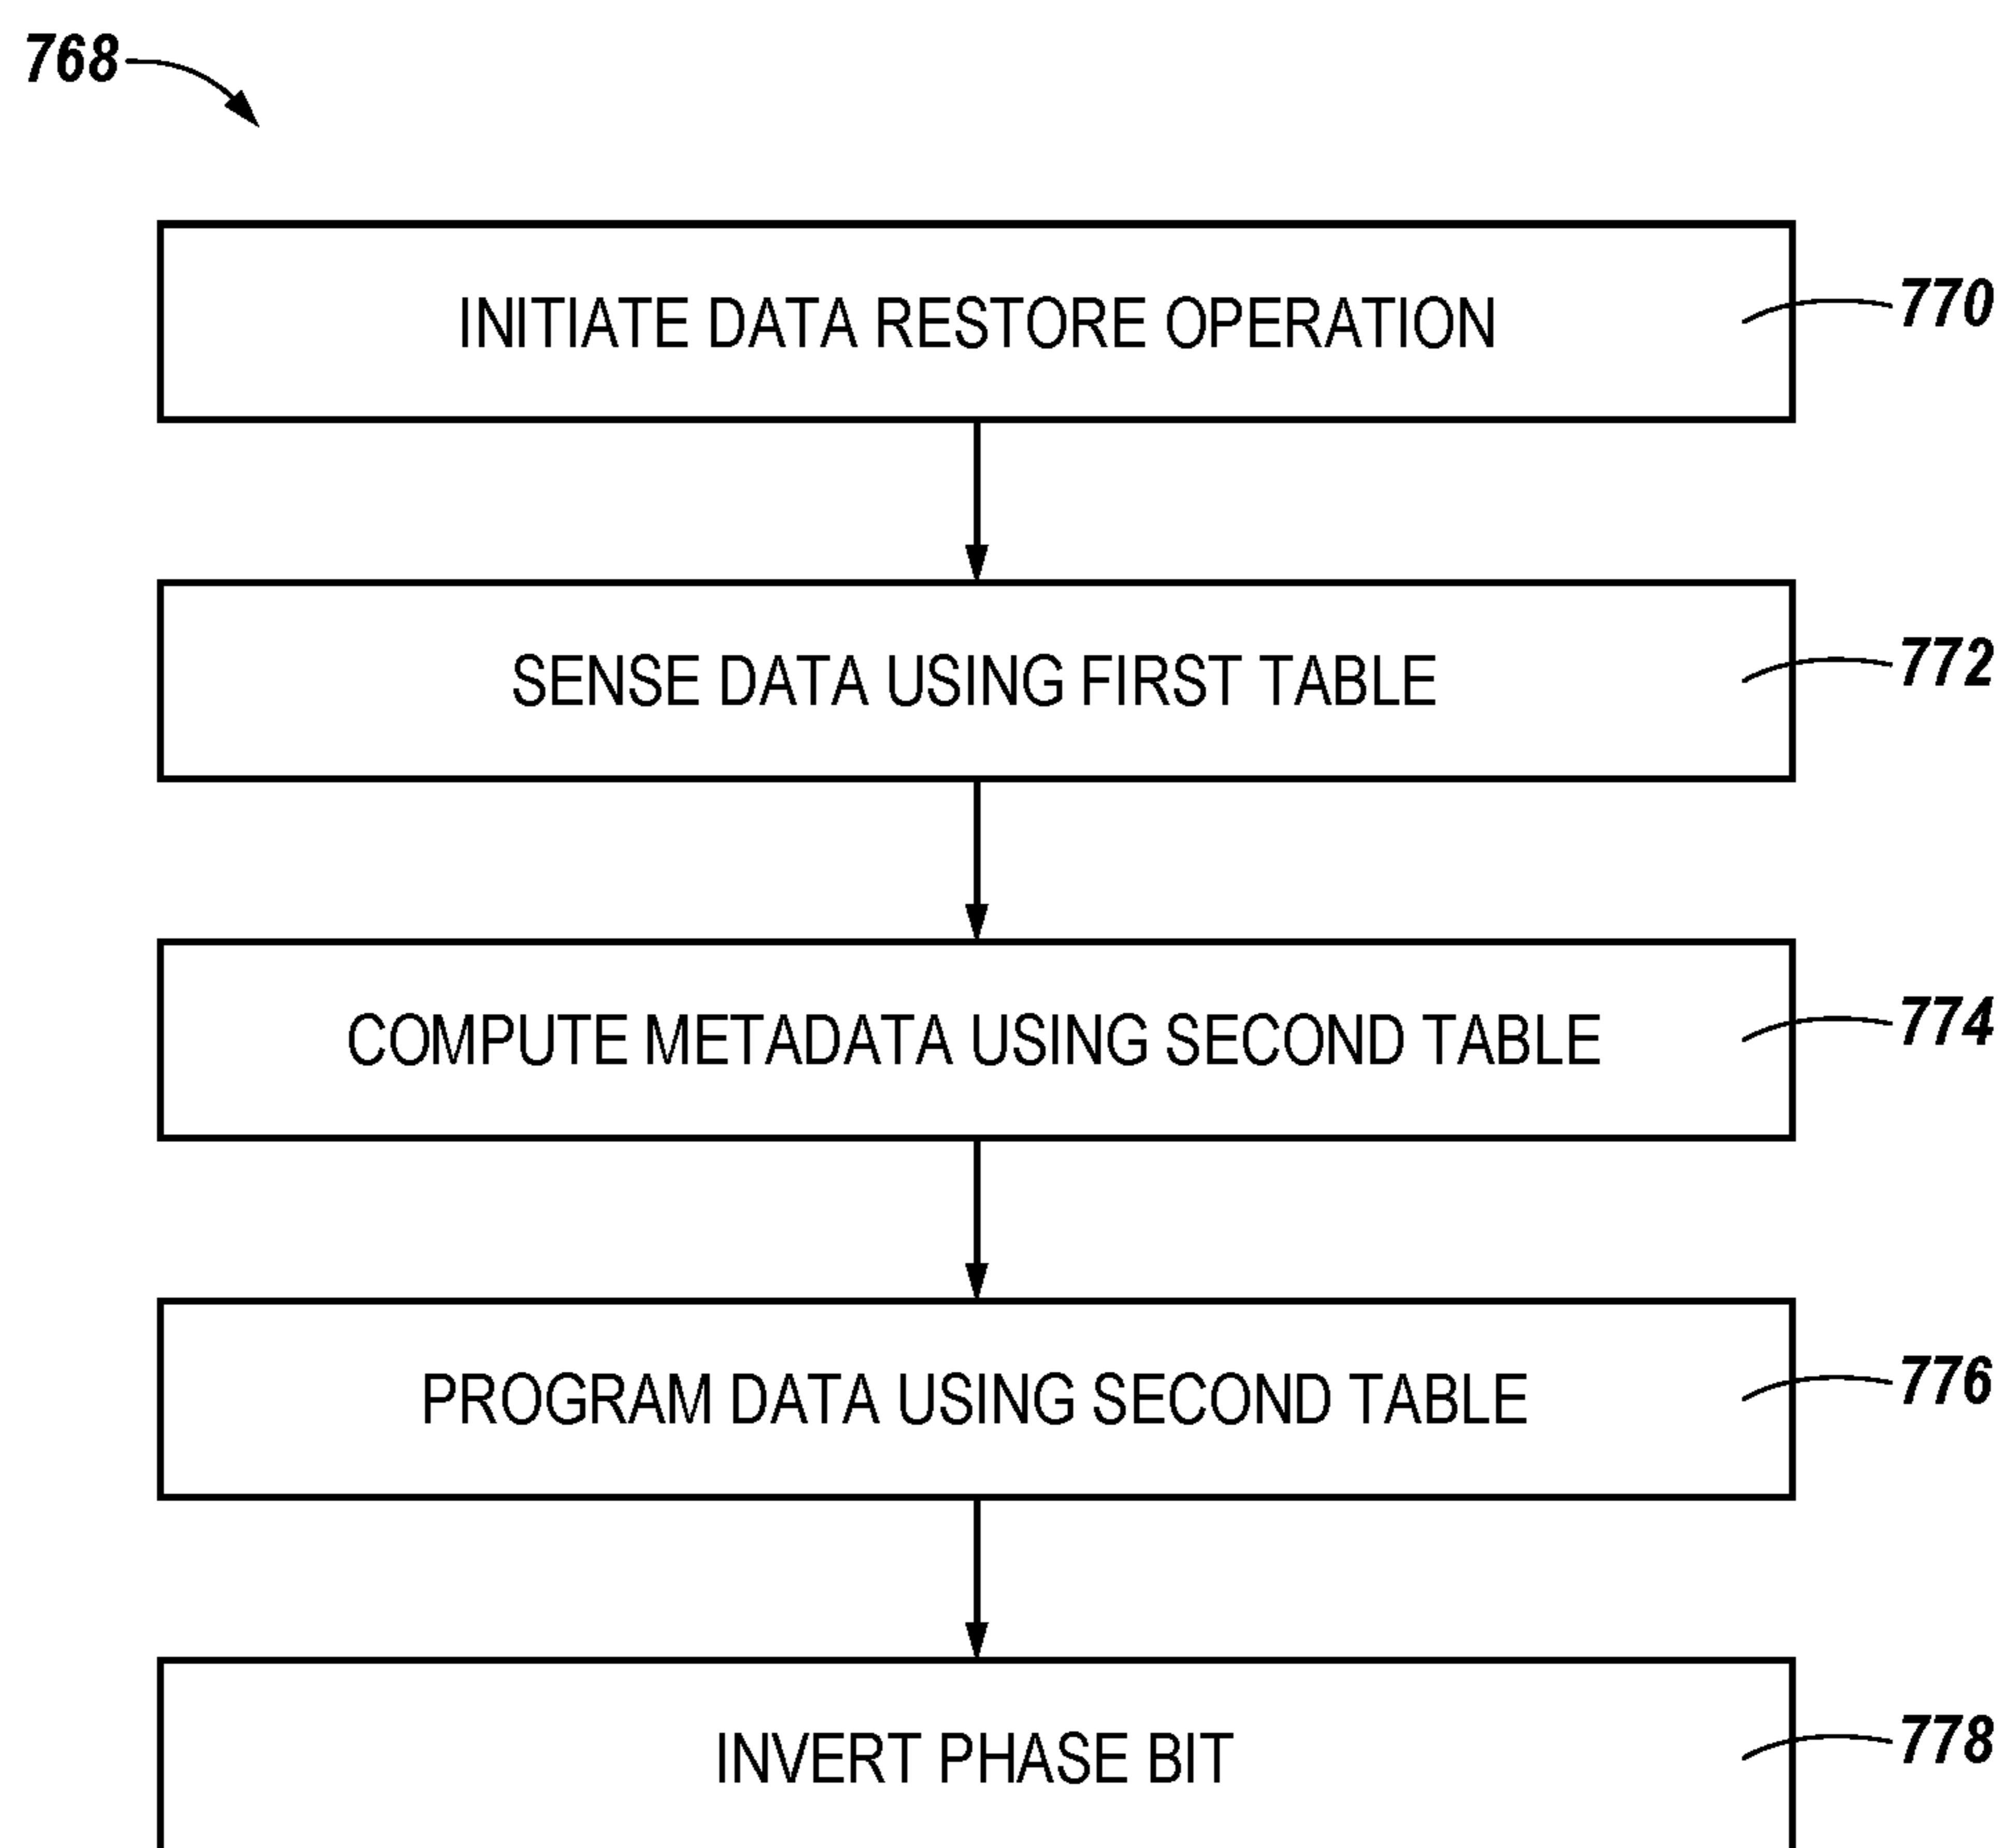 768
INITIATE DATA RESTORE OPERATION
770
SENSE DATA USING FIRST TABLE
772
COMPUTE METADATA USING SECOND TABLE
774
PROGRAM DATA USING SECOND TABLE
776
INVERT PHASE BIT
778